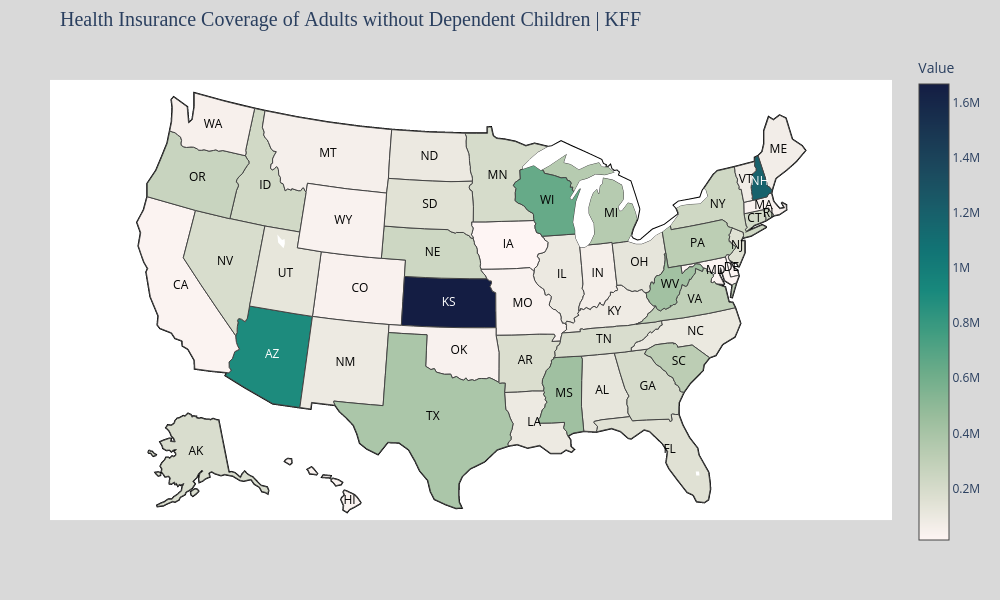 Health Insurance Coverage of Adults without Dependent Children | KFF
Value
1.6M
1.4M
1.2M
1M
0.8M
0.6M
0.4M
0.2M
WA
MT
ND
MN
ME
OR
ID
SD
WI
MI
VT
NH
NY
MA
CT
WY
IA
NE
PA
NJ
NV
UT
CA
CO
KS
IL
IN
OH
MD
DE
WV
VA
MO
KY
AZ
NM
OK
AR
TN
NC
SC
TX
MS
AL
GA
LA
FL
AK
HI